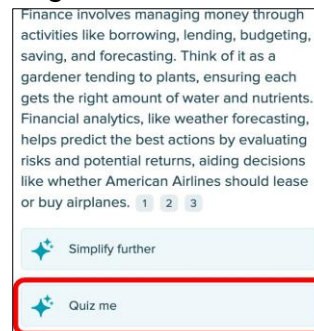 Finance involves managing money through
activities like borrowing, lending, budgeting,
saving, and forecasting. Think of it as a
gardener tending to plants, ensuring each
gets the right amount of water and nutrients.
Financial analytics, like weather forecasting,
helps predict the best actions by evaluating
risks and potential returns, aiding decisions
like whether American Airlines should lease
or buy airplanes. 1 2 3
Simplify further
Quiz me